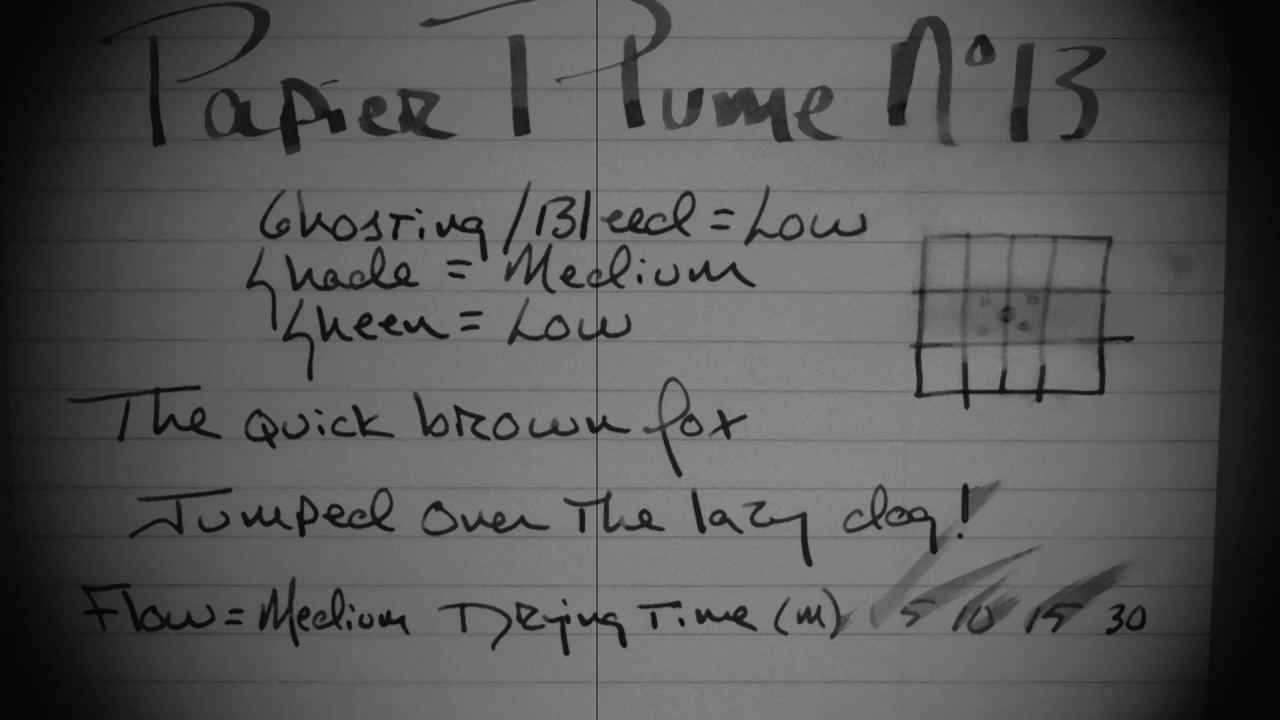 Papier Plume N° 13
Ghosting/Bleed = Low
Shade = Medium
Sheen = Low
The quick brown fox
Jumped over The lazy dog!
Flow = Medium Drying Time (m) 5 10 15 30